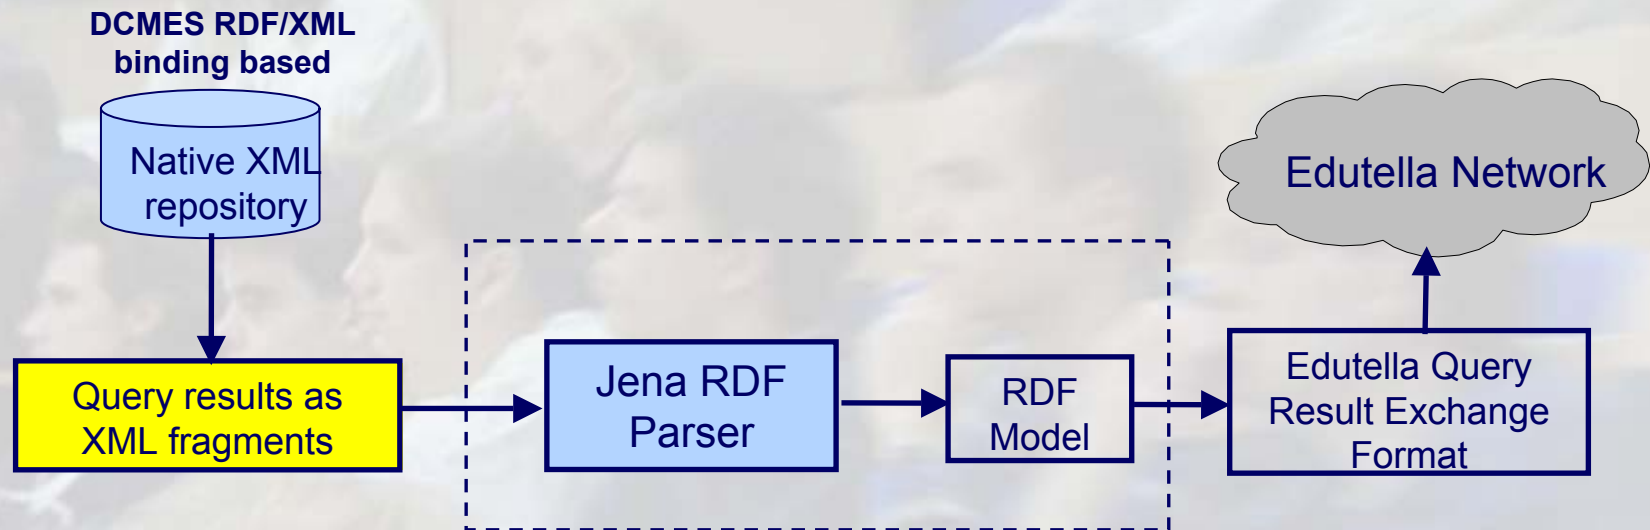 DCMES RDF/XML
binding based
Native XML
repository
Edutella Network
Query results as
XML fragments
Jena RDF
Parser
RDF
Model
Edutella Query
Result Exchange
Format